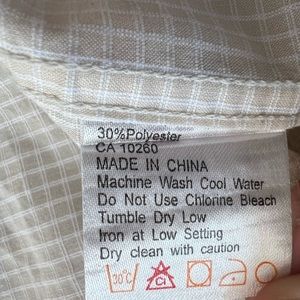 30%Polyester
CA 10260
MADE IN CHINA
Machine Wash Cool Water
Do Not Use Chlorine Bleach
Tumble Dry Low
Iron at Low Setting
Dry clean with caution
30°C CL